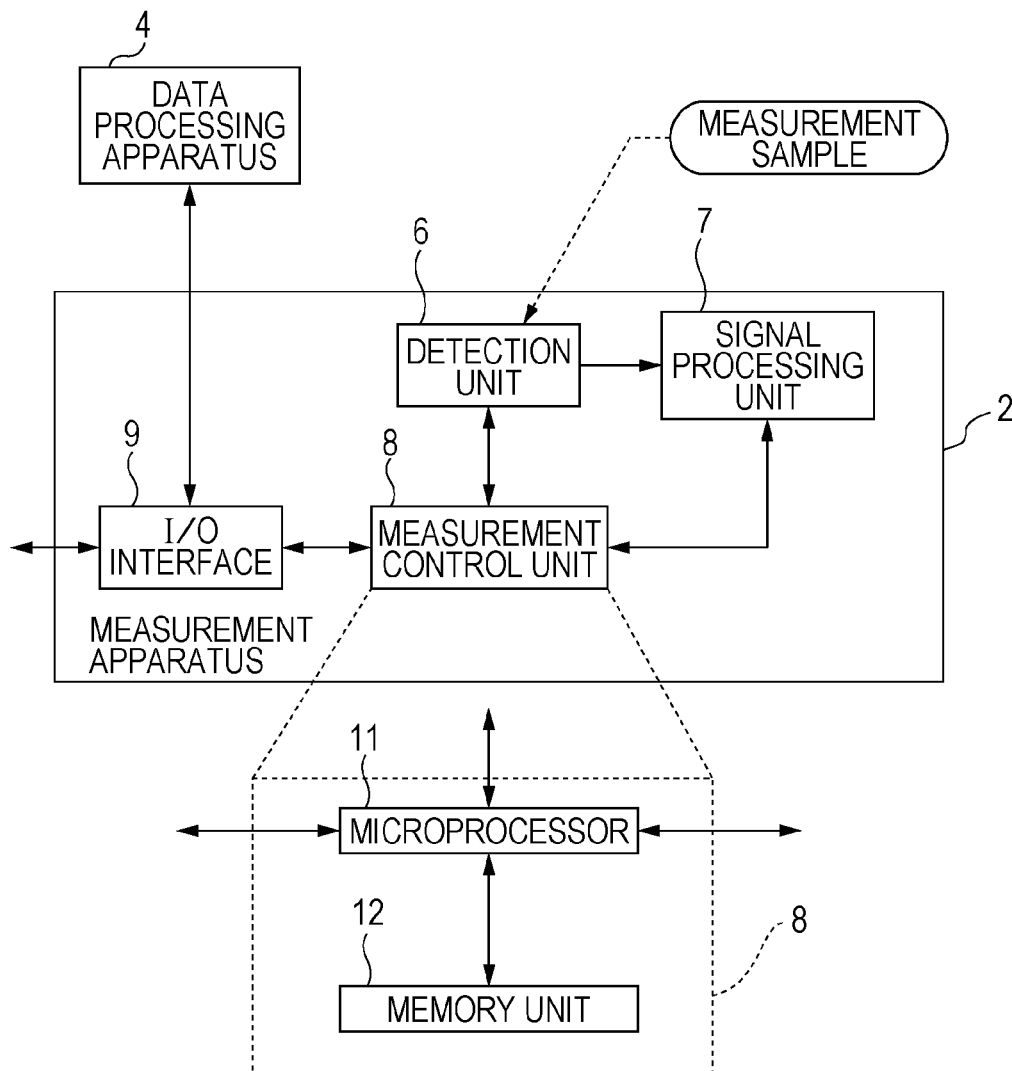 4
DATA
PROCESSING
APPARATUS
MEASUREMENT
SAMPLE
6
DETECTION
UNIT
7
SIGNAL
PROCESSING
UNIT
2
9
I/O
INTERFACE
8
MEASUREMENT
CONTROL UNIT
MEASUREMENT
APPARATUS
11
MICROPROCESSOR
12
MEMORY UNIT
8